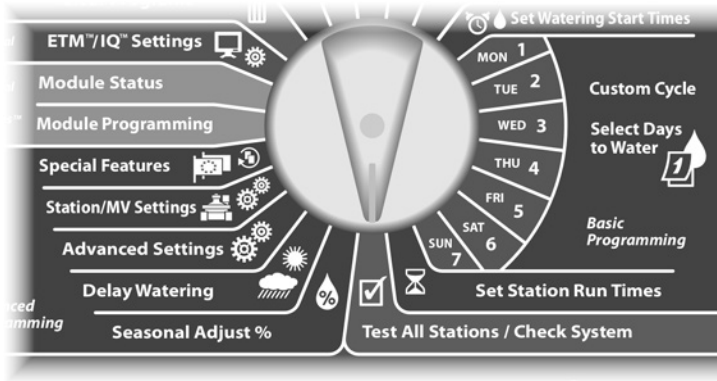 ETM™/IQ™ Settings
Module Status
Module Programming
Special Features
Station/MV Settings
Advanced Settings
Delay Watering
Seasonal Adjust %
%
Set Watering Start Times
MON 1
TUE 2
WED 3
THU 4
FRI 5
SAT 6
SUN 7
Custom Cycle
Select Days
to Water
1
Basic
Programming
Set Station Run Times
Test All Stations / Check System